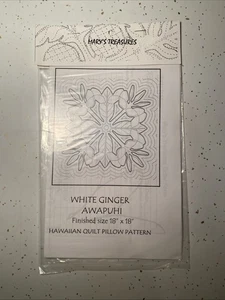 MARY'S TREASURES
WHITE GINGER
AWAPUHI
Finished size 18" x 18"
HAWAIIAN QUILT PILLOW PATTERN